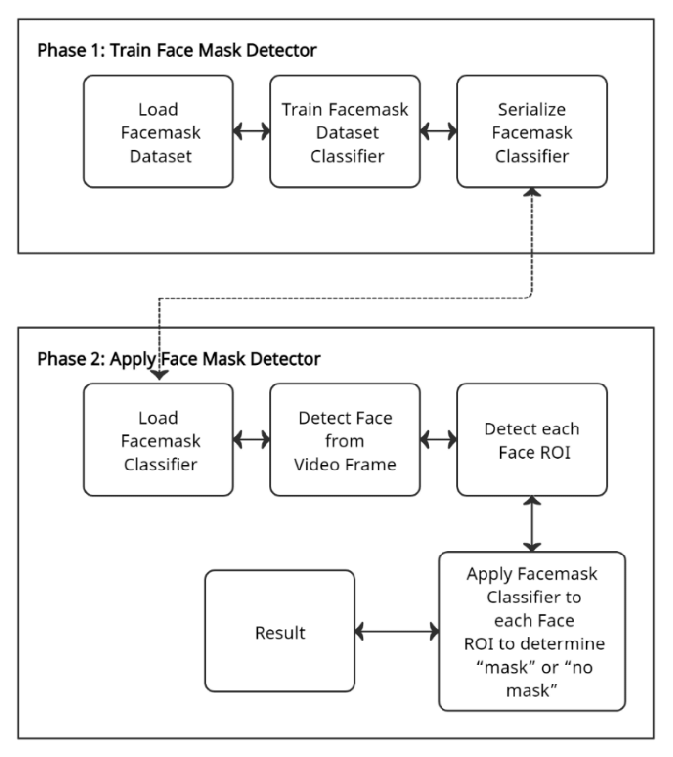 Phase 1: Train Face Mask Detector
Load
Facemask
Dataset
Train Facemask
Dataset
Classifier
Serialize
Facemask
Classifier
Phase 2: Apply Face Mask Detector
Load
Facemask
Classifier
Detect Face
from
Video Frame
Detect each
Face ROI
Apply Facemask
Classifier to
each Face
ROI to determine
“mask” or “no
mask”
Result